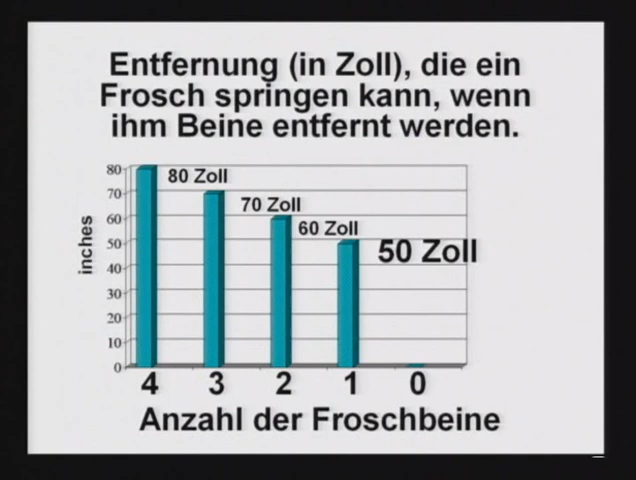 Entfernung (in Zoll), die ein
Frosch springen kann, wenn
ihm Beine entfernt werden.
80
70
60
50
40
30
20
10
0
inches
80 Zoll
70 Zoll
60 Zoll
50 Zoll
4 3 2 1 0
Anzahl der Froschbeine